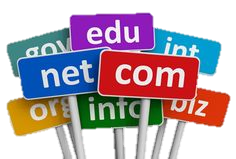 edu
gov int
net com
org info biz